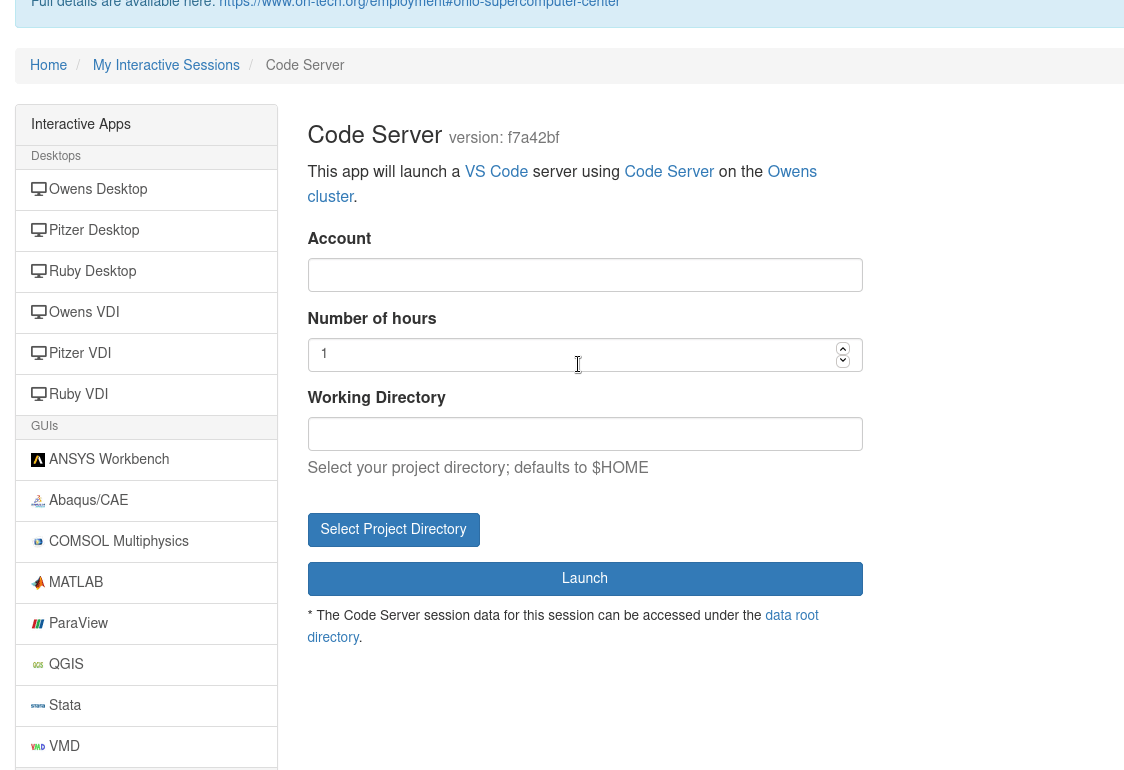 Full details are available here: https://www.oh-tech.org/employment#ohio-supercomputer-center
Home / My Interactive Sessions / Code Server
Interactive Apps
Desktops
Owens Desktop
Pitzer Desktop
Ruby Desktop
Owens VDI
Pitzer VDI
Ruby VDI
GUIs
ANSYS Workbench
Abaqus/CAE
COMSOL Multiphysics
MATLAB
ParaView
QGIS
Stata
VMD
Code Server version: f7a42bf
This app will launch a VS Code server using Code Server on the Owens
cluster.
Account
Number of hours
1
Working Directory
Select your project directory; defaults to $HOME
Select Project Directory
Launch
* The Code Server session data for this session can be accessed under the data root
directory.